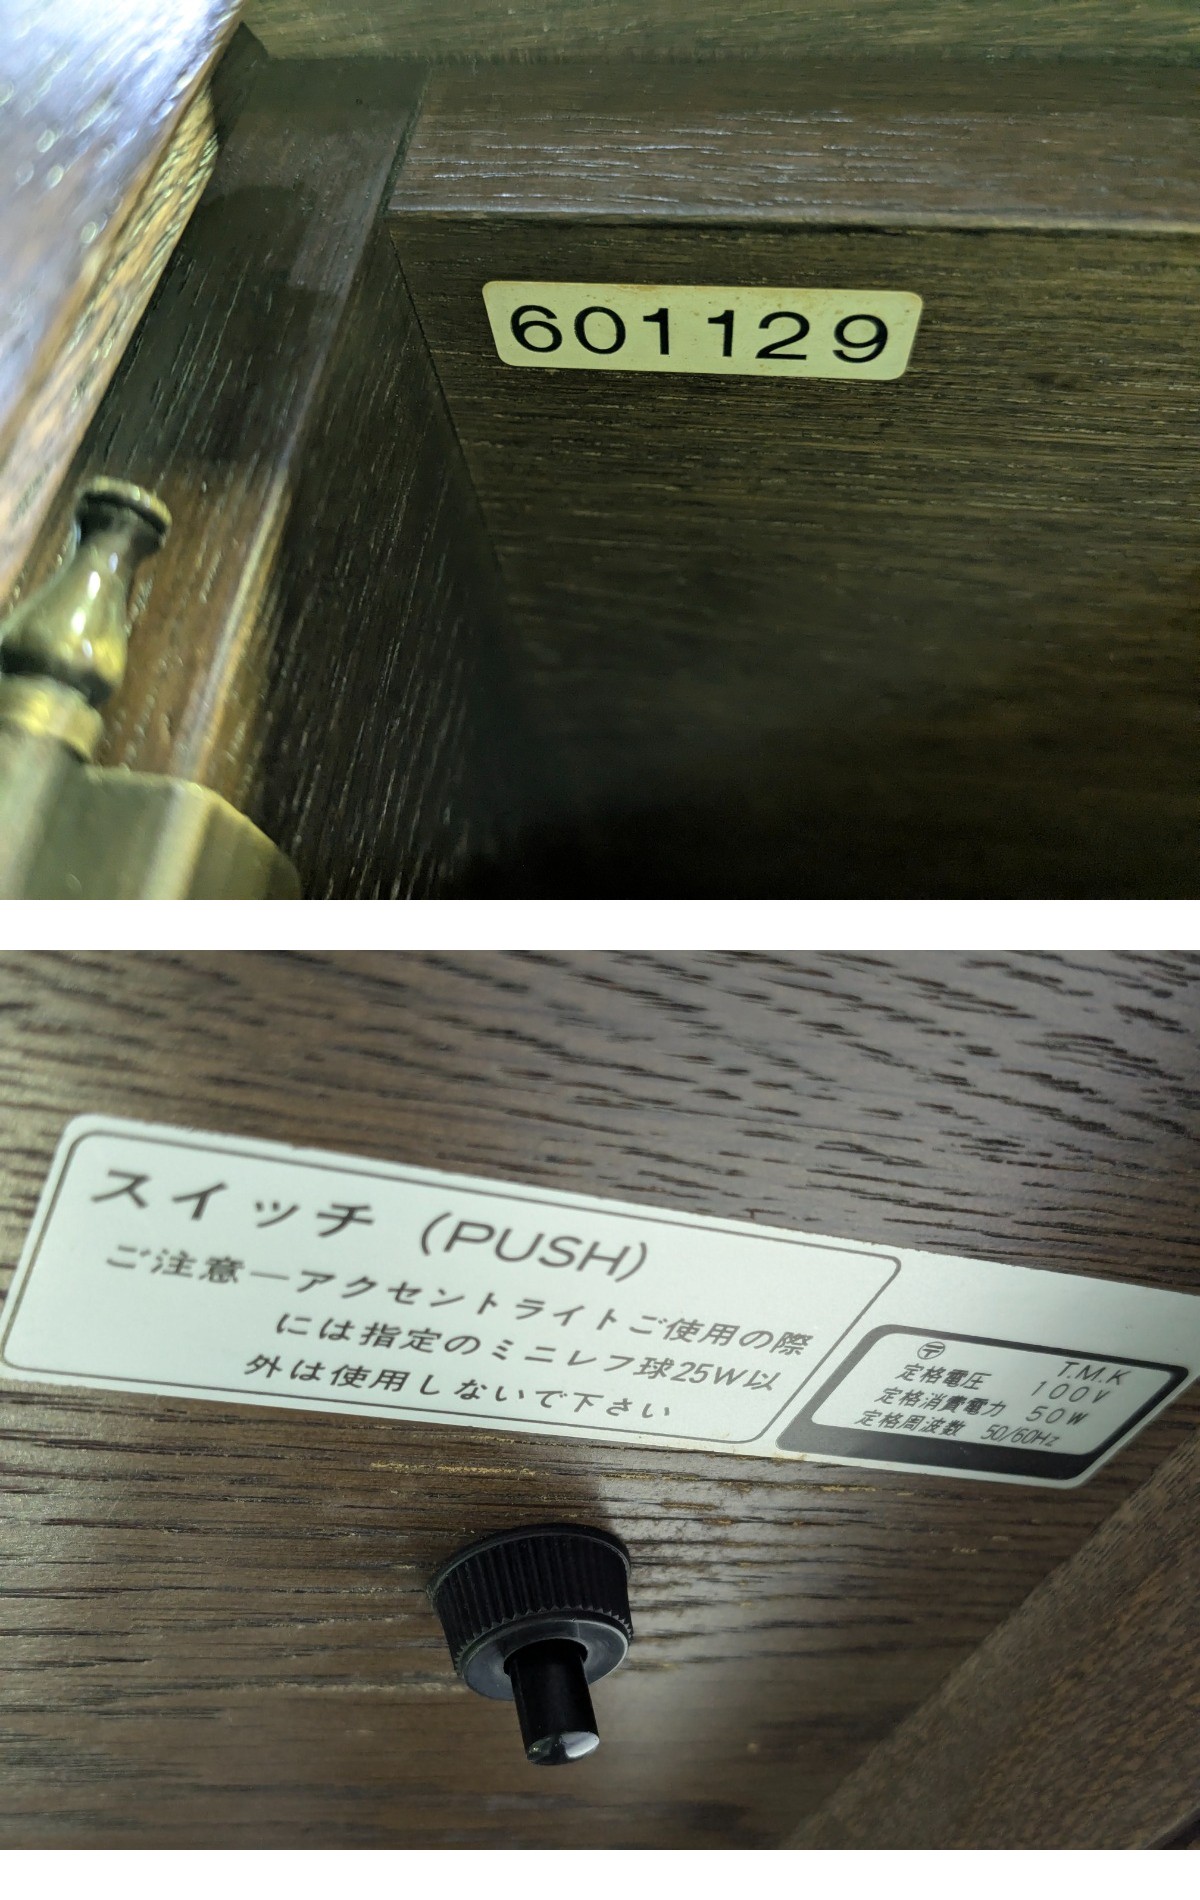 601129
スイッチ (PUSH)
ご注意―アクセントライトご使用の際
には指定のミニレフ球25W以
外は使用しないで下さい
〒 T.M.K
定格電圧 100V
定格消費電力 50W
定格周波数 50/60Hz